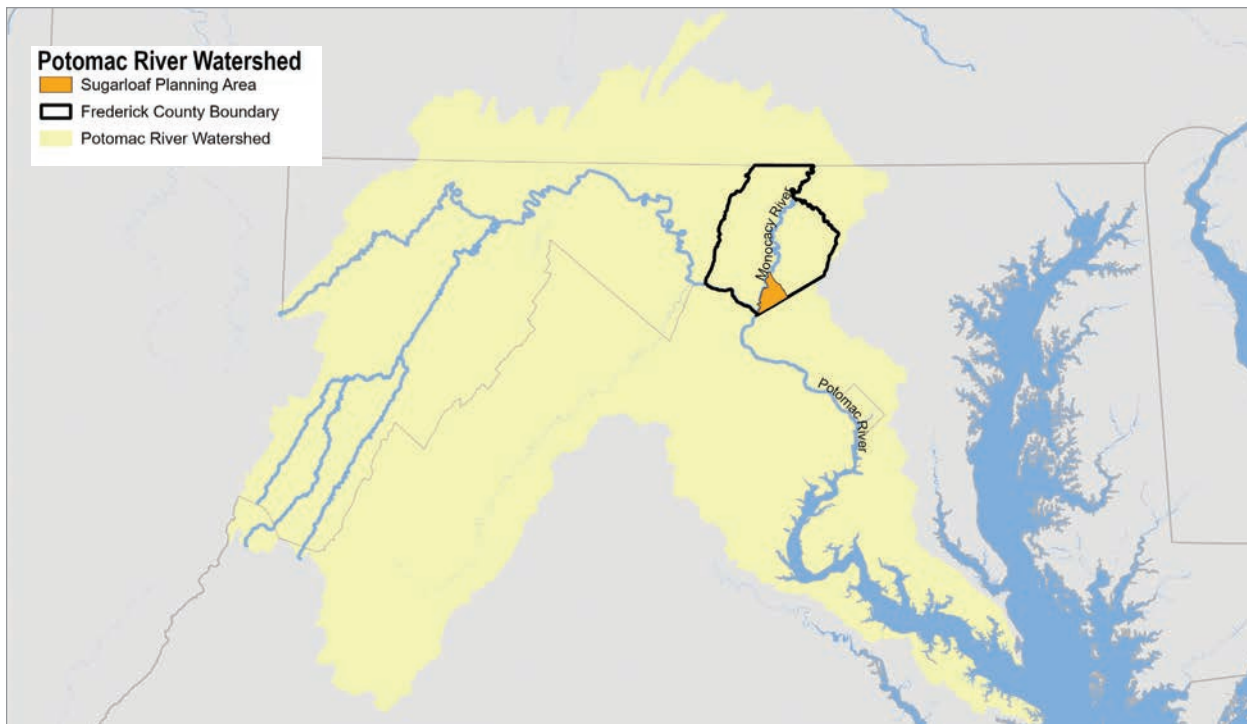 Potomac River Watershed
Sugarloaf Planning Area
Frederick County Boundary
Potomac River Watershed
Monocacy River
Potomac River